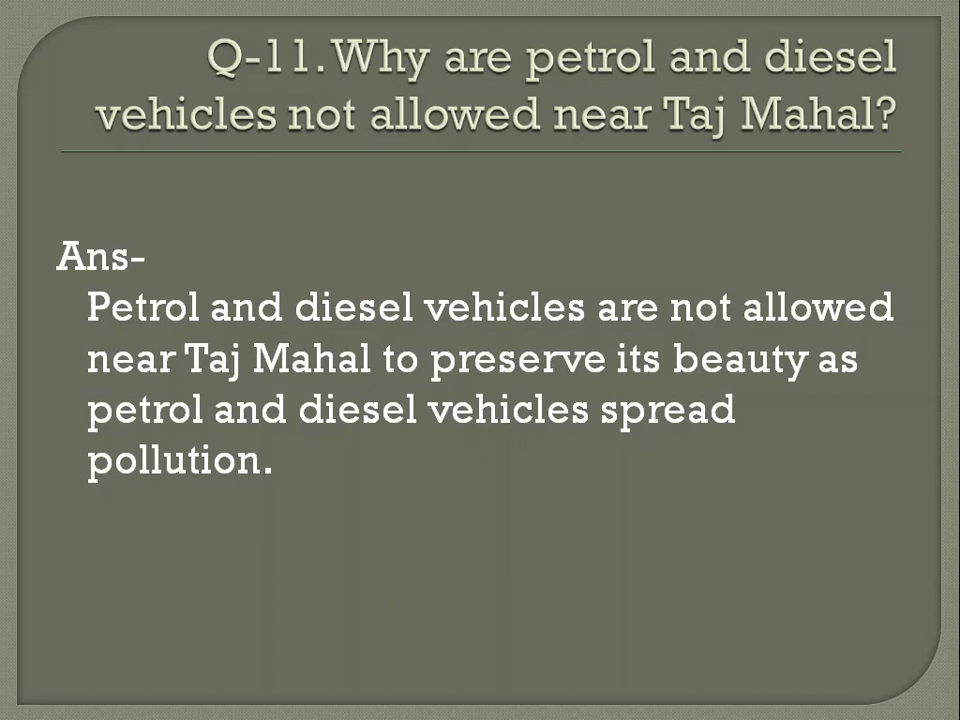 Q-11. Why are petrol and diesel
vehicles not allowed near Taj Mahal?
Ans-
Petrol and diesel vehicles are not allowed
near Taj Mahal to preserve its beauty as
petrol and diesel vehicles spread
pollution.